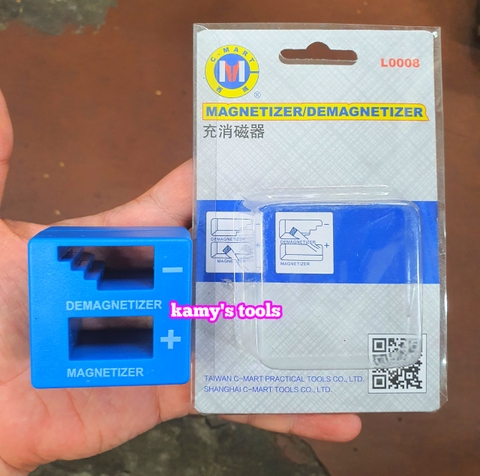 C-MART
L0008
MAGNETIZER/DEMAGNETIZER
充消磁器
DEMAGNETIZER
MAGNETIZER
−
DEMAGNETIZER
+
MAGNETIZER
kamy's tools
TAIWAN C-MART PRACTICAL TOOLS CO., LTD.
SHANGHAI C-MART TOOLS CO., LTD.